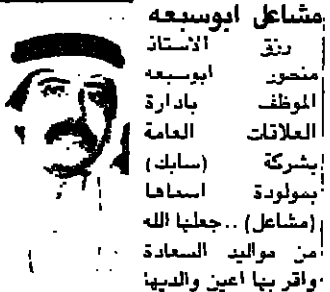 مشاعل ابوسبعه
رزق الاستاذ
منصور ابوسبعه
الموظف بادارة
العلاقات العامة
بشركة (سابك)
بمولودة اسماها
(مشاعل) .. جعلها الله
من مواليد السعادة
واقر بها اعين والديها